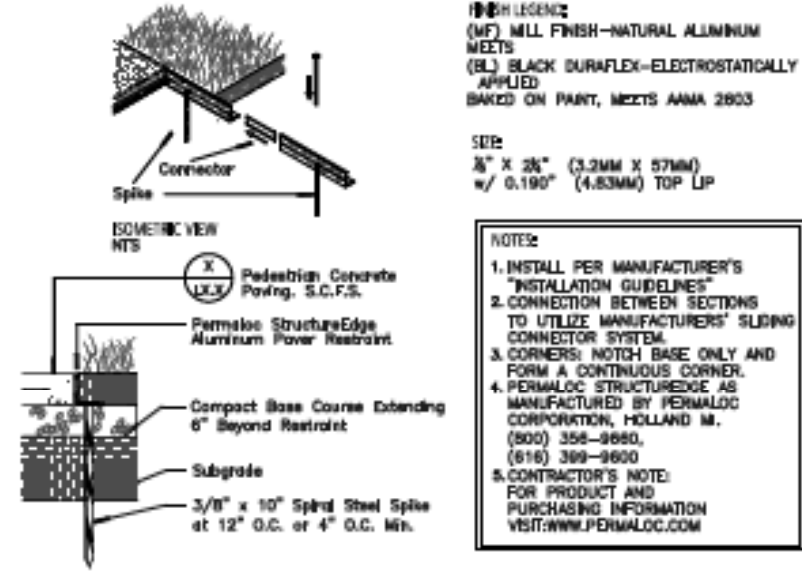 Connector
Spike
ISOMETRIC VIEW
NTS
X
LX.X
Pedestrian Concrete
Paving. S.C.F.S.
Permaloc StructureEdge
Aluminum Paver Restraint
Compact Base Course Extending
6" Beyond Restraint
Subgrade
3/8" x 10" Spiral Steel Spike
at 12" O.C. or 4" O.C. Min.
FINISH LEGEND:
(MF) MILL FINISH-NATURAL ALUMINUM
MEETS
(BL) BLACK DURAFLEX-ELECTROSTATICALLY
APPLIED
BAKED ON PAINT, MEETS AAMA 2603
SIZE:
⅛" X 2¼" (3.2MM X 57MM)
w/ 0.190" (4.83MM) TOP LIP
NOTES:
1. INSTALL PER MANUFACTURER'S
"INSTALLATION GUIDELINES"
2. CONNECTION BETWEEN SECTIONS
TO UTILIZE MANUFACTURERS' SLIDING
CONNECTOR SYSTEM.
3. CORNERS: NOTCH BASE ONLY AND
FORM A CONTINUOUS CORNER.
4. PERMALOC STRUCTUREDGE AS
MANUFACTURED BY PERMALOC
CORPORATION, HOLLAND MI.
(800) 356-9660,
(616) 399-9600
5. CONTRACTOR'S NOTE:
FOR PRODUCT AND
PURCHASING INFORMATION
VISIT:WWW.PERMALOC.COM